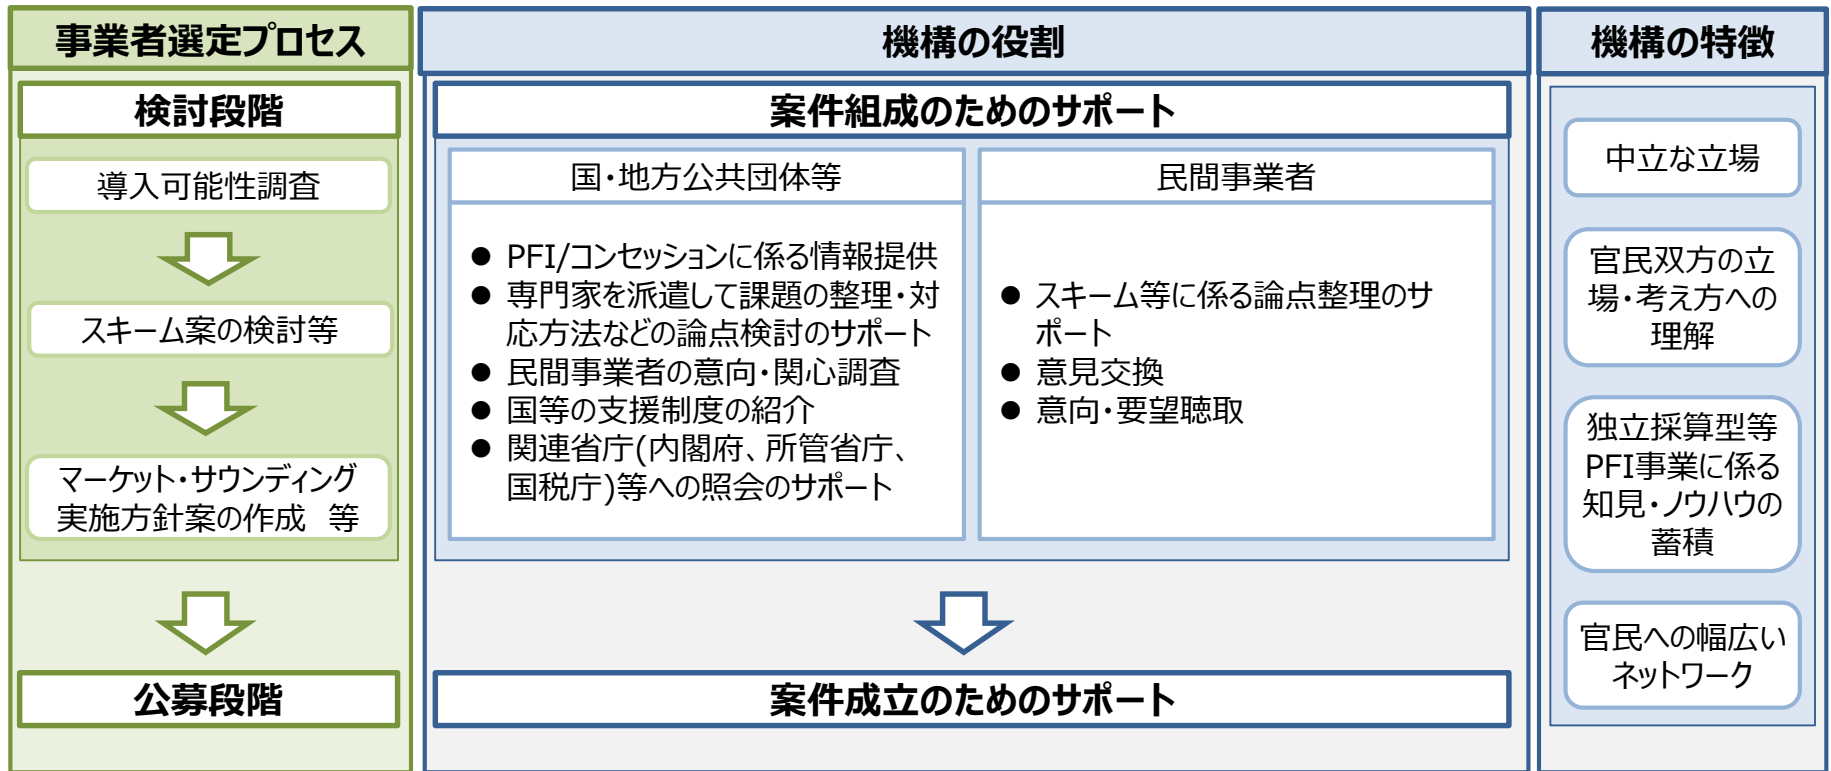 事業者選定プロセス
検討段階
導入可能性調査
スキーム案の検討等
マーケット・サウンディング
実施方針案の作成　等
公募段階
機構の役割
案件組成のためのサポート
国・地方公共団体等
● PFI/コンセッションに係る情報提供
● 専門家を派遣して課題の整理・対
応方法などの論点検討のサポート
● 民間事業者の意向・関心調査
● 国等の支援制度の紹介
● 関連省庁(内閣府、所管省庁、
国税庁)等への照会のサポート
民間事業者
● スキーム等に係る論点整理のサ
ポート
● 意見交換
● 意向・要望聴取
案件成立のためのサポート
機構の特徴
中立な立場
官民双方の立
場・考え方への
理解
独立採算型等
PFI事業に係る
知見・ノウハウの
蓄積
官民への幅広い
ネットワーク